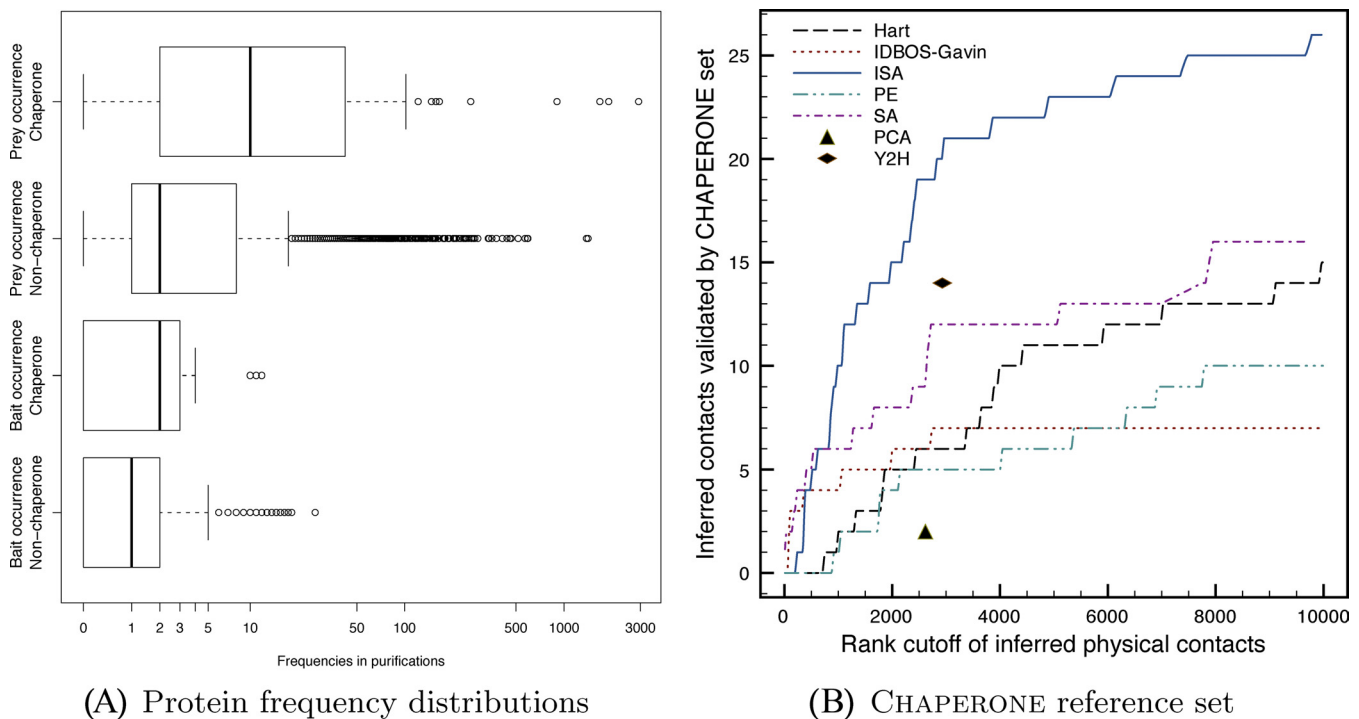 Prey occurrence
Chaperone
Prey occurrence
Non−chaperone
Bait occurrence
Chaperone
Bait occurrence
Non−chaperone
0 1 2 3 5 10 50 100 500 1000 3000
Frequencies in purifications
(A) Protein frequency distributions
Inferred contacts validated by CHAPERONE set
25
20
15
10
5
0
Hart
IDBOS-Gavin
ISA
PE
SA
PCA
Y2H
0 2000 4000 6000 8000 10000
Rank cutoff of inferred physical contacts
(B) CHAPERONE reference set